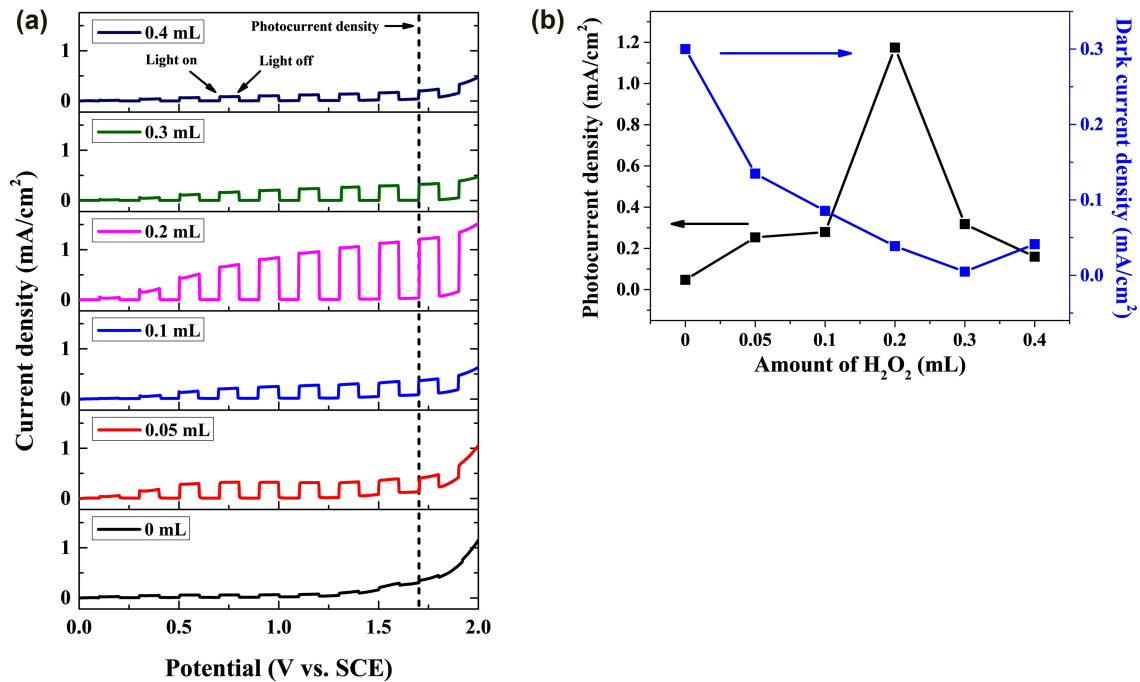 (a)
Current density (mA/cm²)
0.4 mL
Photocurrent density
Light on
Light off
1
0
0.3 mL
1
0
0.2 mL
1
0
0.1 mL
1
0
0.05 mL
1
0
0 mL
1
0
0.0 0.5 1.0 1.5 2.0
Potential (V vs. SCE)
(b)
Photocurrent density (mA/cm²)
1.2
1.0
0.8
0.6
0.4
0.2
0.0
0 0.05 0.1 0.2 0.3 0.4
Amount of H₂O₂ (mL)
0.3
0.2
0.1
0.0
Dark current density (mA/cm²)